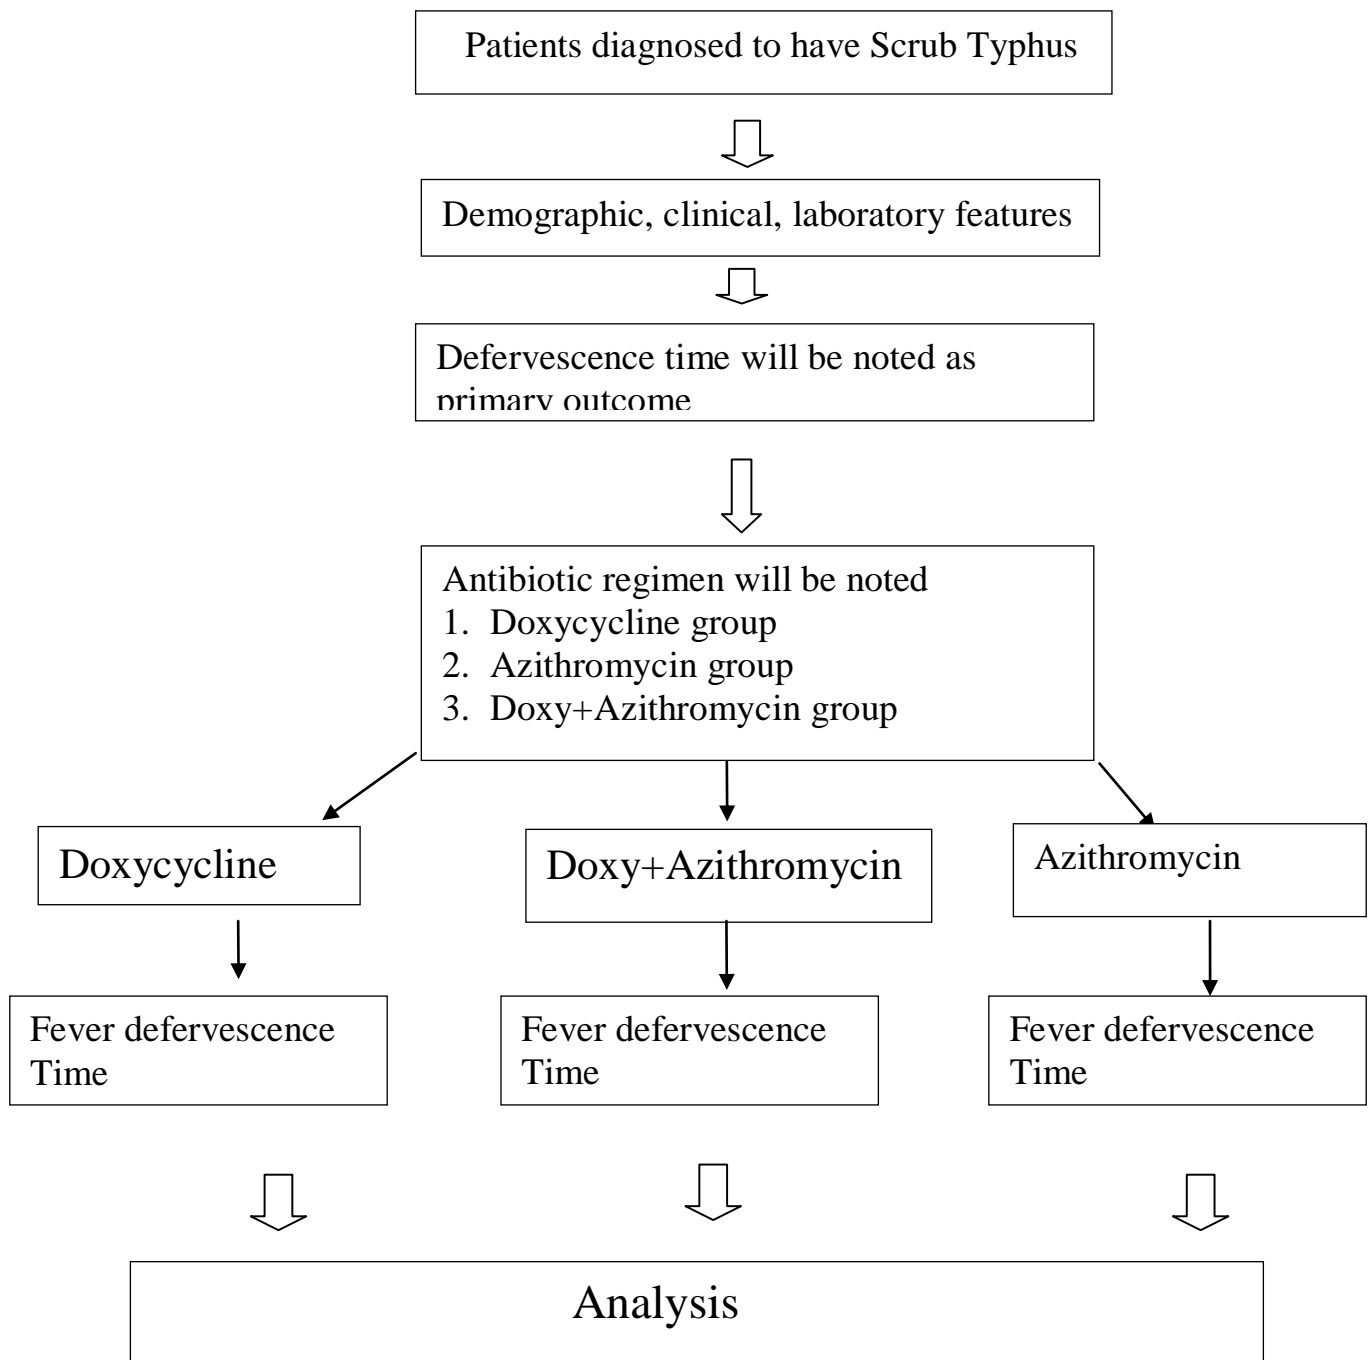 Patients diagnosed to have Scrub Typhus
Demographic, clinical, laboratory features
Defervescence time will be noted as
primary outcome
Antibiotic regimen will be noted
1. Doxycycline group
2. Azithromycin group
3. Doxy+Azithromycin group
Doxycycline
Doxy+Azithromycin
Azithromycin
Fever defervescence
Time
Fever defervescence
Time
Fever defervescence
Time
Analysis